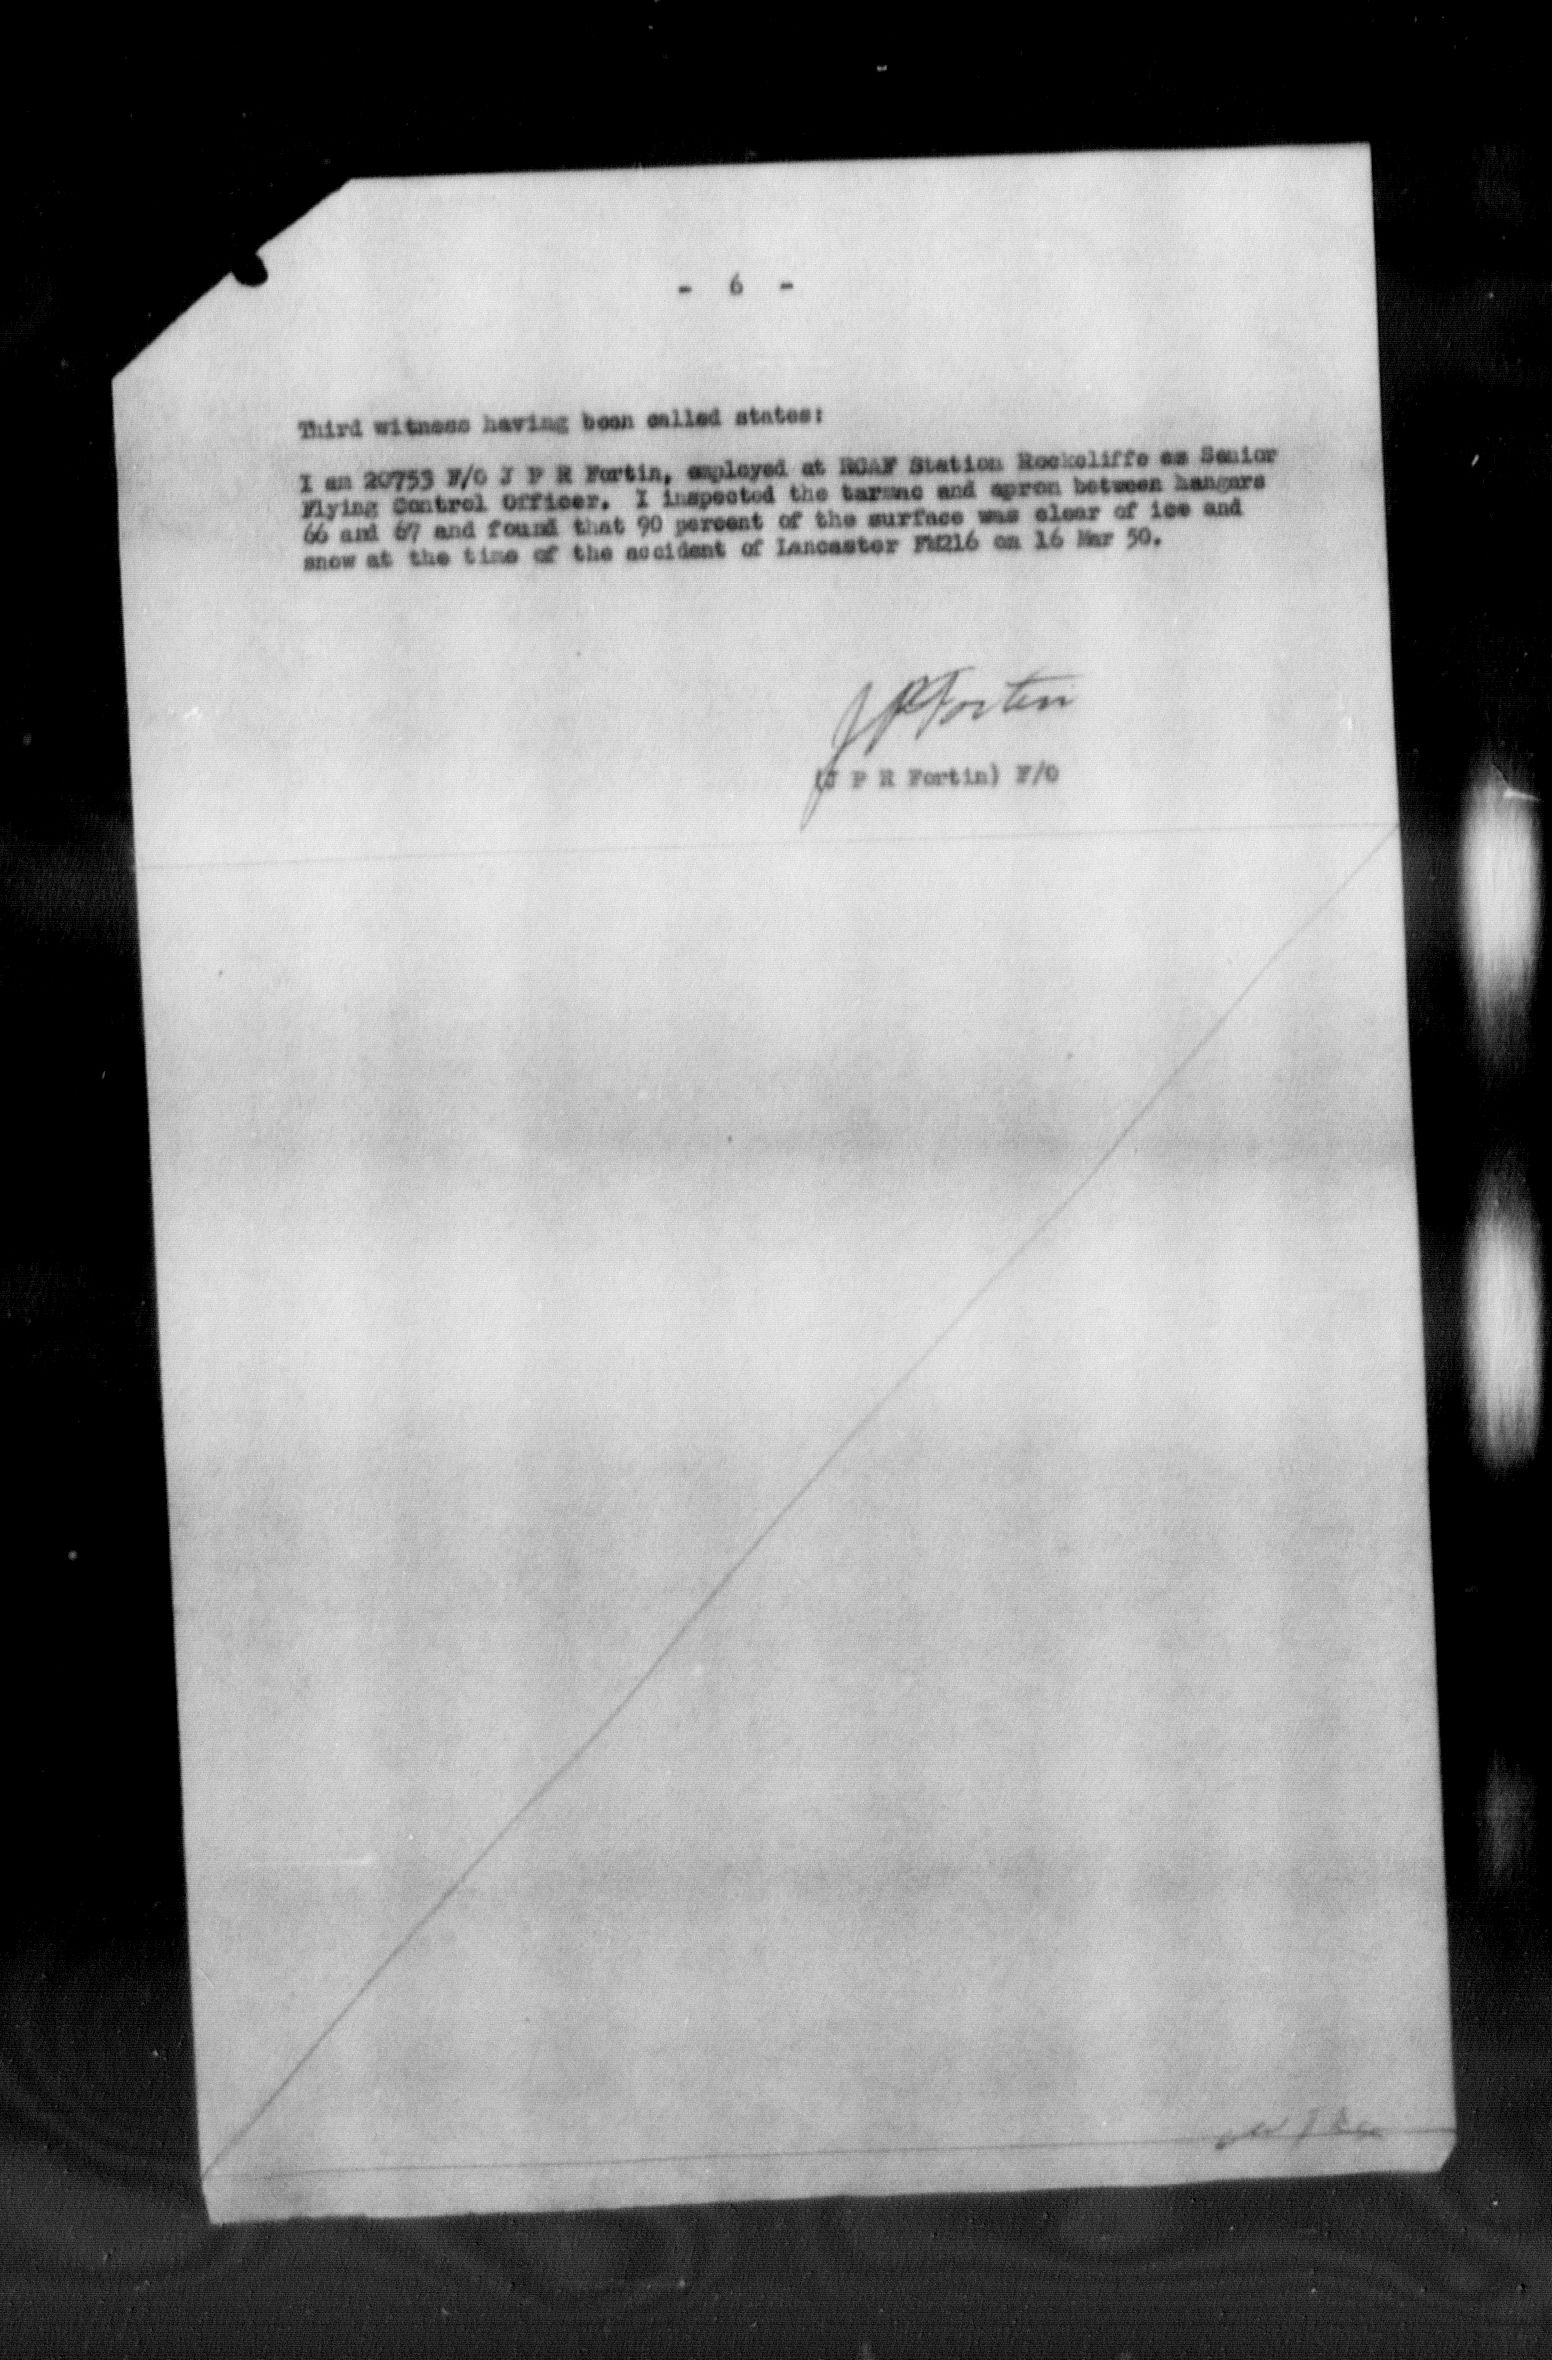 - 6 -
Third witness having been called states:
I am 20753 F/O J P R Fortin, employed at RCAF Station Rockcliffe as Senior
Flying Control Officer. I inspected the tarmac and apron between hangars
66 and 67 and found that 90 percent of the surface was clear of ice and
snow at the time of the accident of Lancaster FM216 on 16 Mar 50.
JPRFortin
(J P R Fortin) F/O